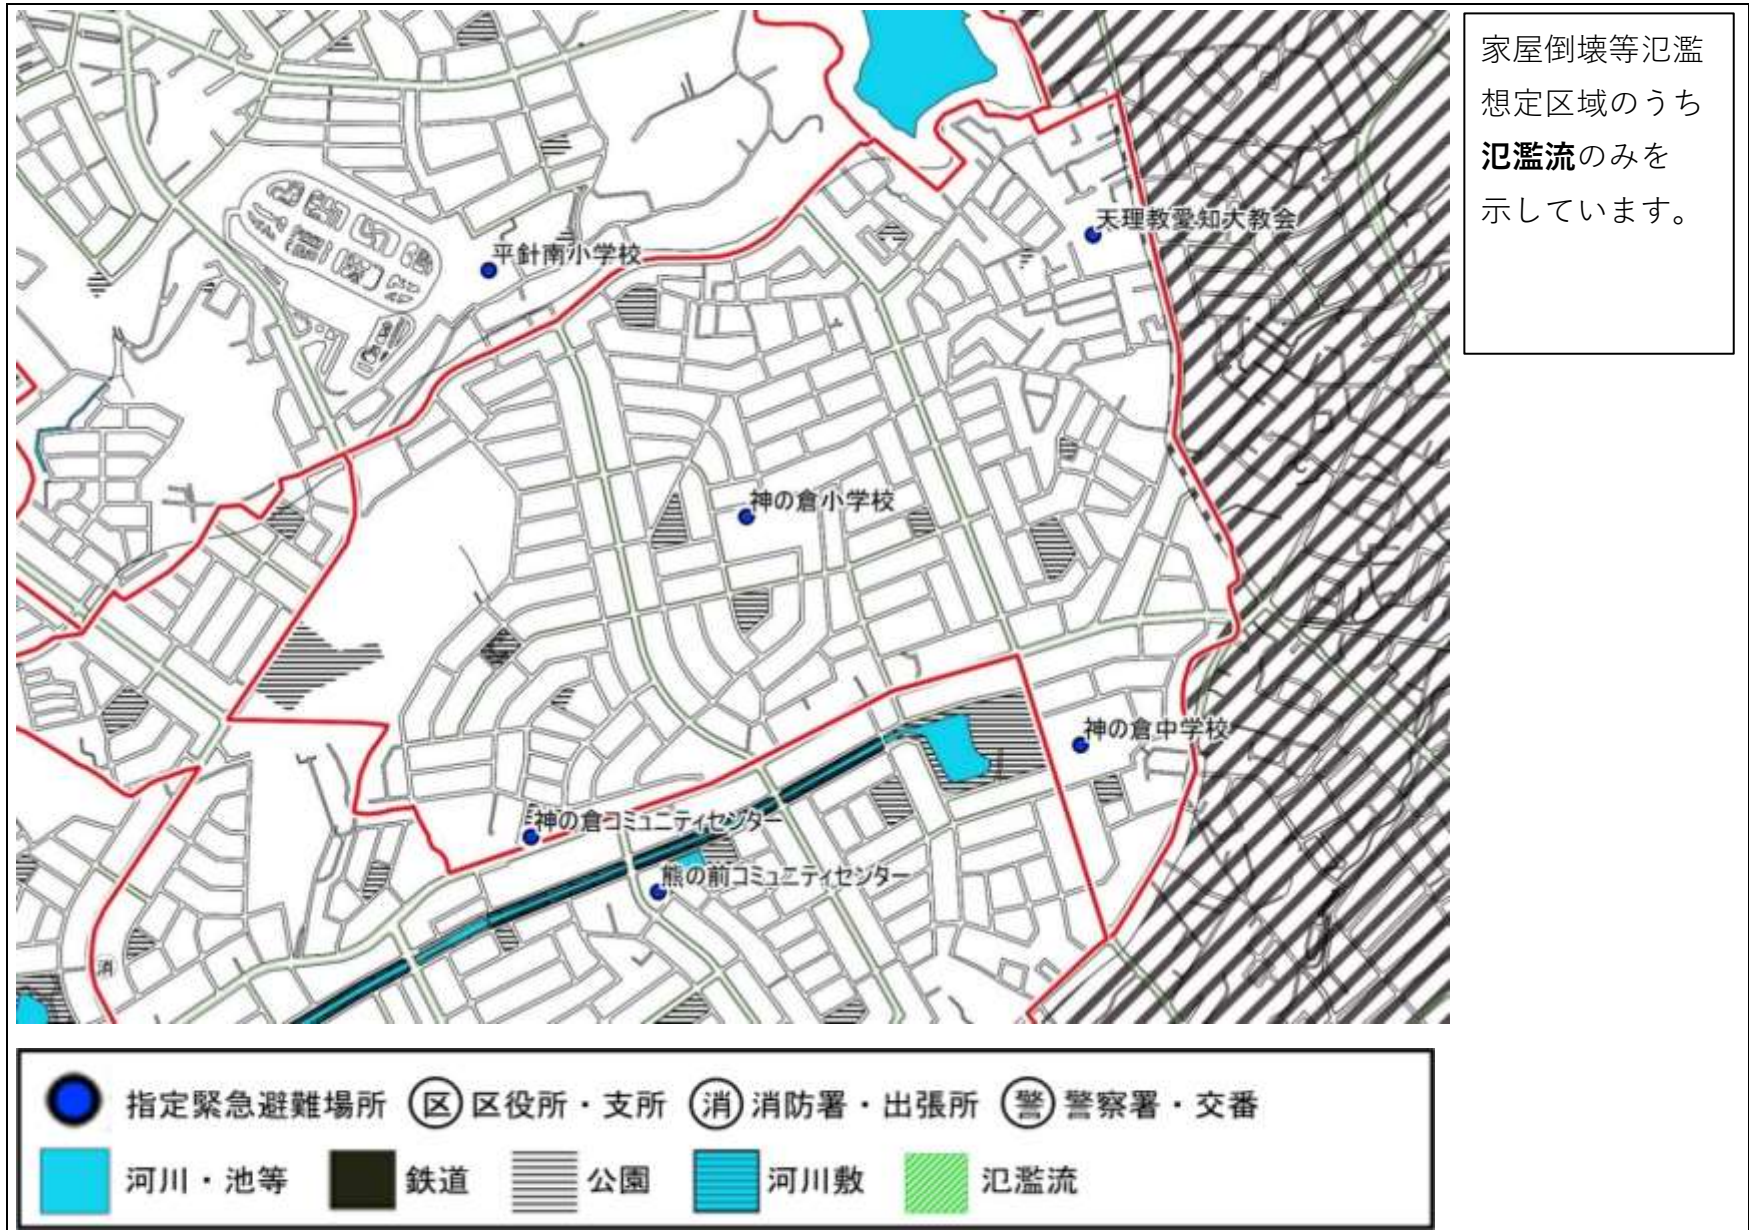 家屋倒壊等氾濫
想定区域のうち
氾濫流のみを
示しています。
天理教愛知大教会
平針南小学校
神の倉小学校
神の倉中学校
神の倉コミュニティセンター
熊の前コミュニティセンター
消
指定緊急避難場所 区 区役所・支所 消 消防署・出張所 警 警察署・交番
河川・池等 鉄道 公園 河川敷 氾濫流